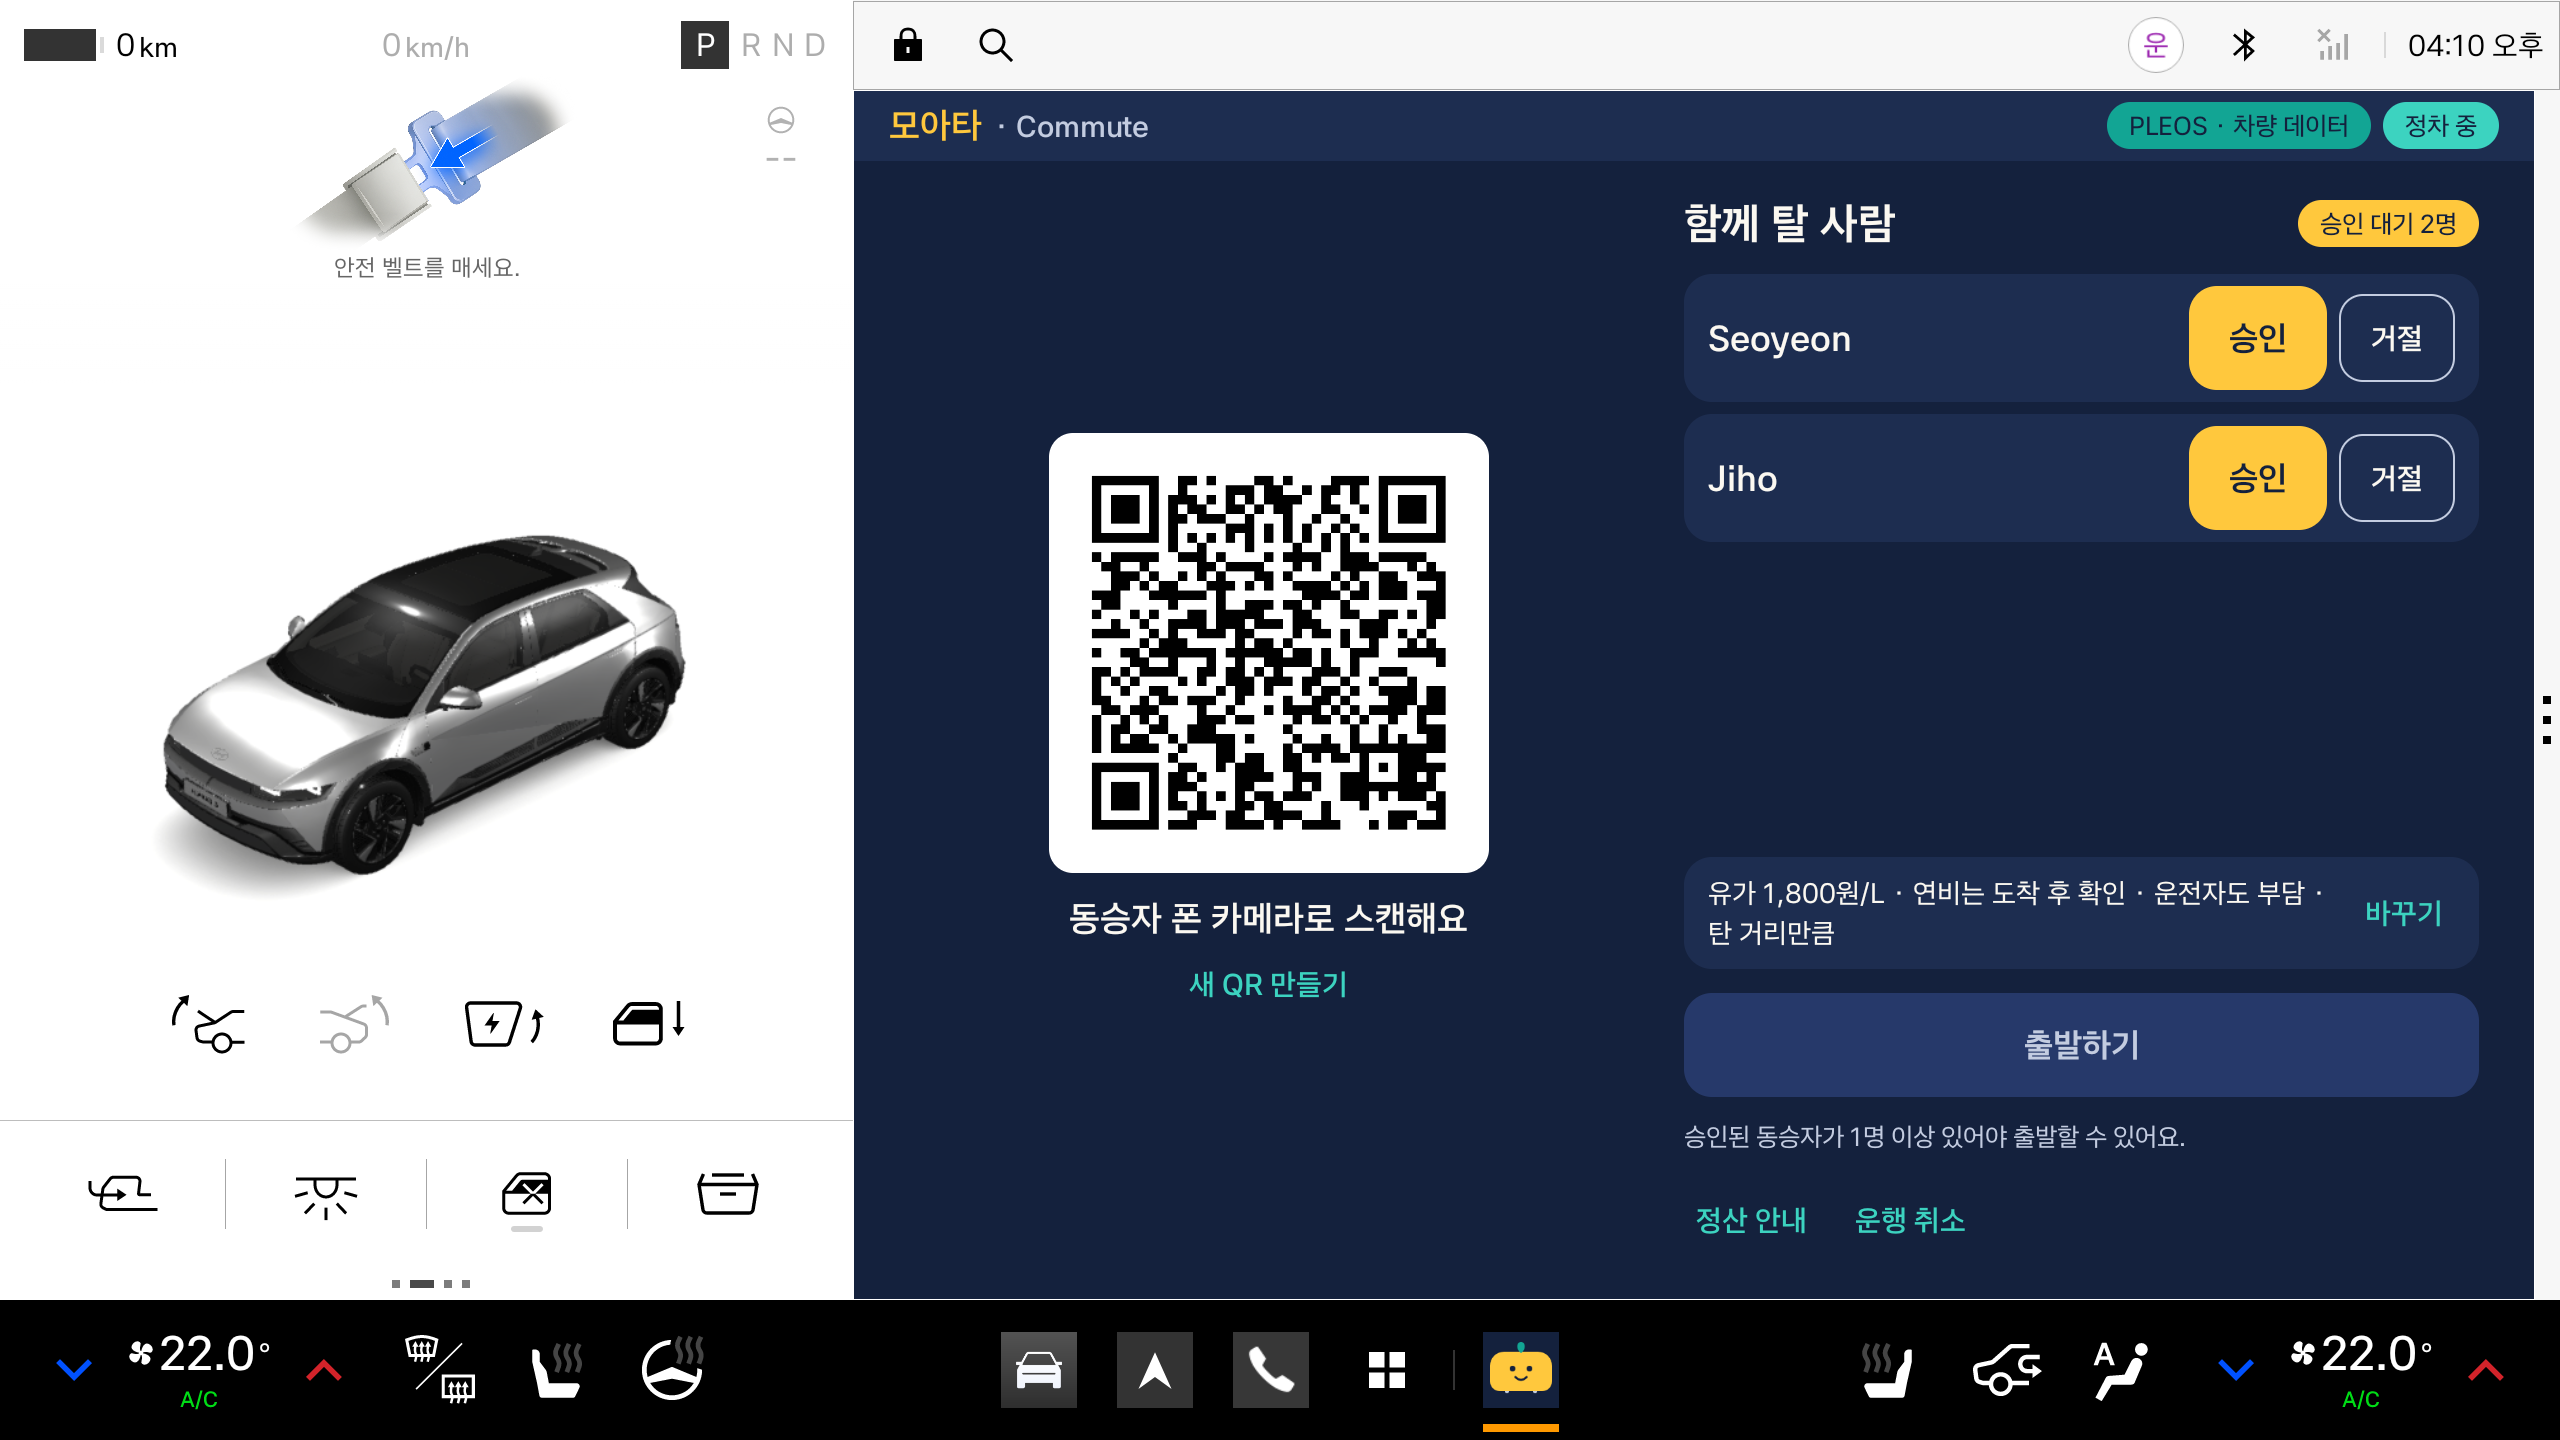 0 km
0 km/h
P R N D
04:10 오후
운
모아타 · Commute
PLEOS · 차량 데이터
정차 중
안전 벨트를 매세요.
함께 탈 사람
승인 대기 2명
Seoyeon
승인
거절
Jiho
승인
거절
동승자 폰 카메라로 스캔해요
새 QR 만들기
유가 1,800원/L · 연비는 도착 후 확인 · 운전자도 부담 ·
탄 거리만큼
바꾸기
출발하기
승인된 동승자가 1명 이상 있어야 출발할 수 있어요.
정산 안내
운행 취소
22.0°
A/C
A
22.0°
A/C